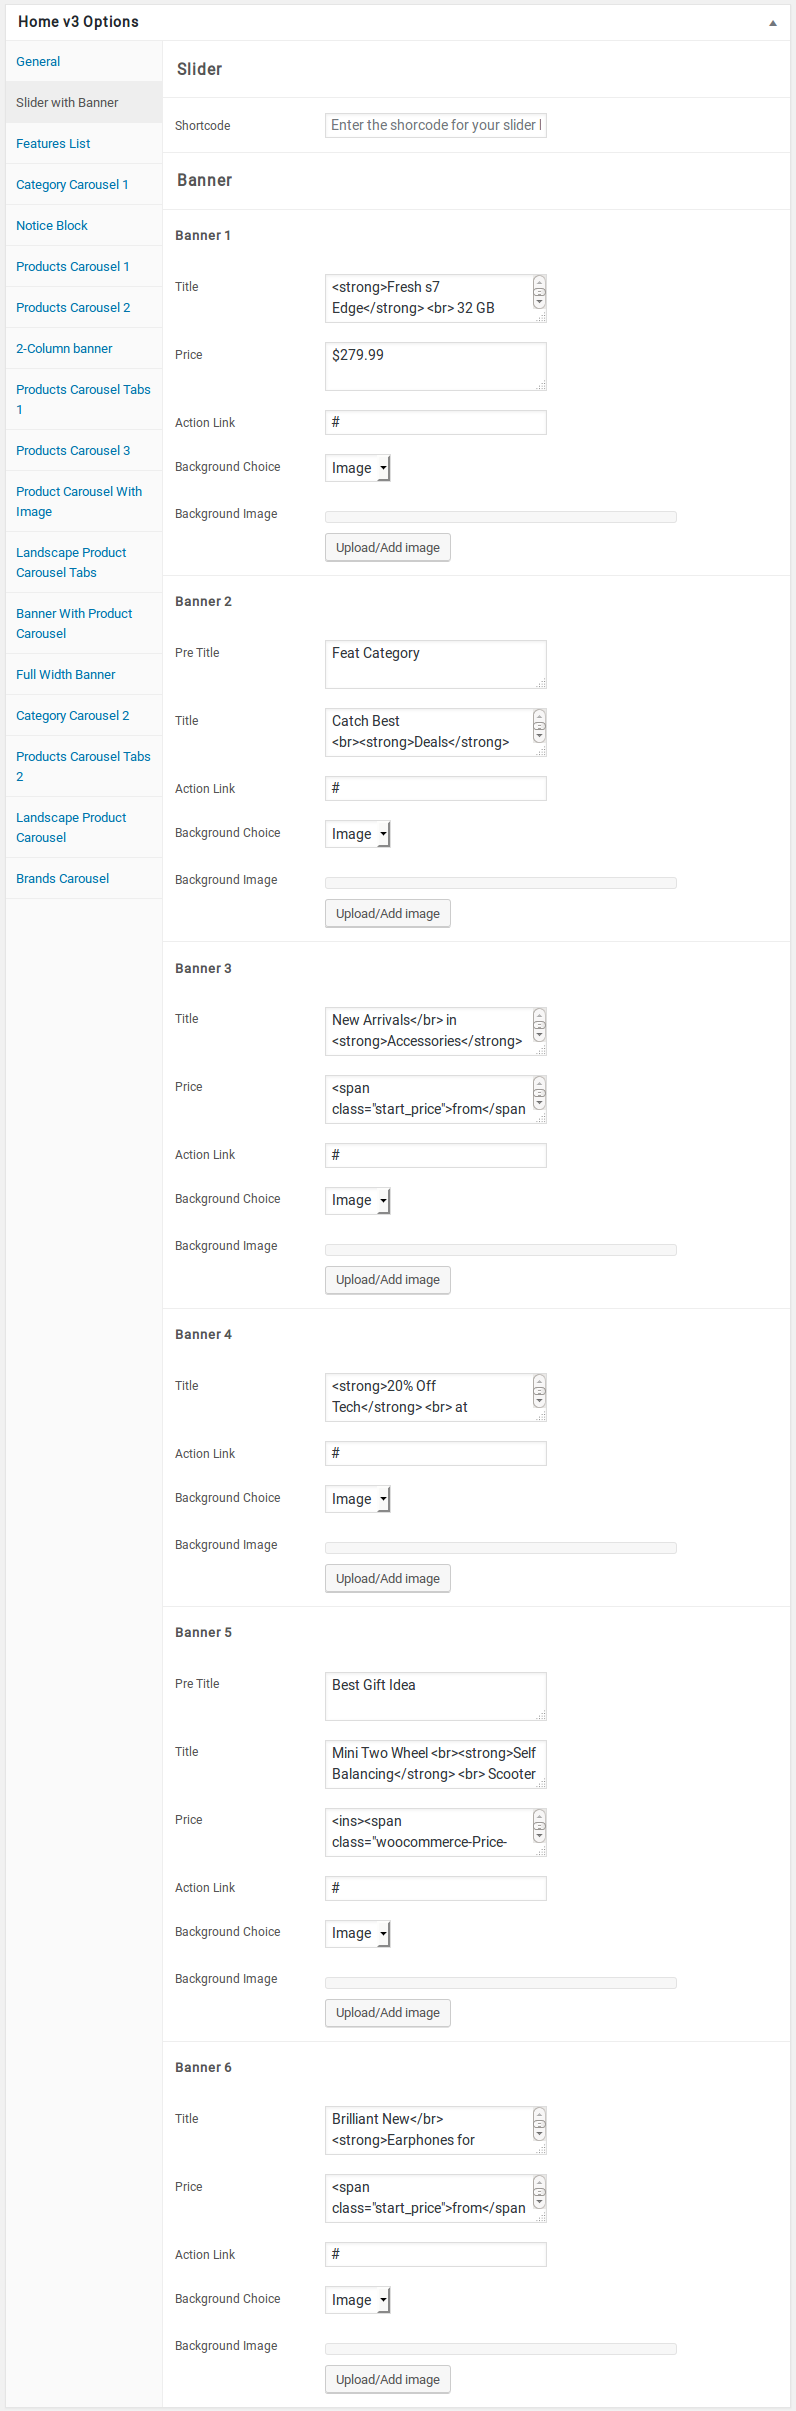 Home v3 Options
General
Slider with Banner
Features List
Category Carousel 1
Notice Block
Products Carousel 1
Products Carousel 2
2-Column banner
Products Carousel Tabs
1
Products Carousel 3
Product Carousel With
Image
Landscape Product
Carousel Tabs
Banner With Product
Carousel
Full Width Banner
Category Carousel 2
Products Carousel Tabs
2
Landscape Product
Carousel
Brands Carousel
Slider
Shortcode
Enter the shorcode for your slider
Banner
Banner 1
Title
<strong>Fresh s7
Edge</strong> <br> 32 GB
Price
$279.99
Action Link
#
Background Choice
Image
Background Image
Upload/Add image
Banner 2
Pre Title
Feat Category
Title
Catch Best
<br><strong>Deals</strong>
Action Link
#
Background Choice
Image
Background Image
Upload/Add image
Banner 3
Title
New Arrivals</br> in
<strong>Accessories</strong>
Price
<span
class="start_price">from</span
Action Link
#
Background Choice
Image
Background Image
Upload/Add image
Banner 4
Title
<strong>20% Off
Tech</strong> <br> at
Action Link
#
Background Choice
Image
Background Image
Upload/Add image
Banner 5
Pre Title
Best Gift Idea
Title
Mini Two Wheel <br><strong>Self
Balancing</strong> <br> Scooter
Price
<ins><span
class="woocommerce-Price-
Action Link
#
Background Choice
Image
Background Image
Upload/Add image
Banner 6
Title
Brilliant New</br>
<strong>Earphones for
Price
<span
class="start_price">from</span
Action Link
#
Background Choice
Image
Background Image
Upload/Add image